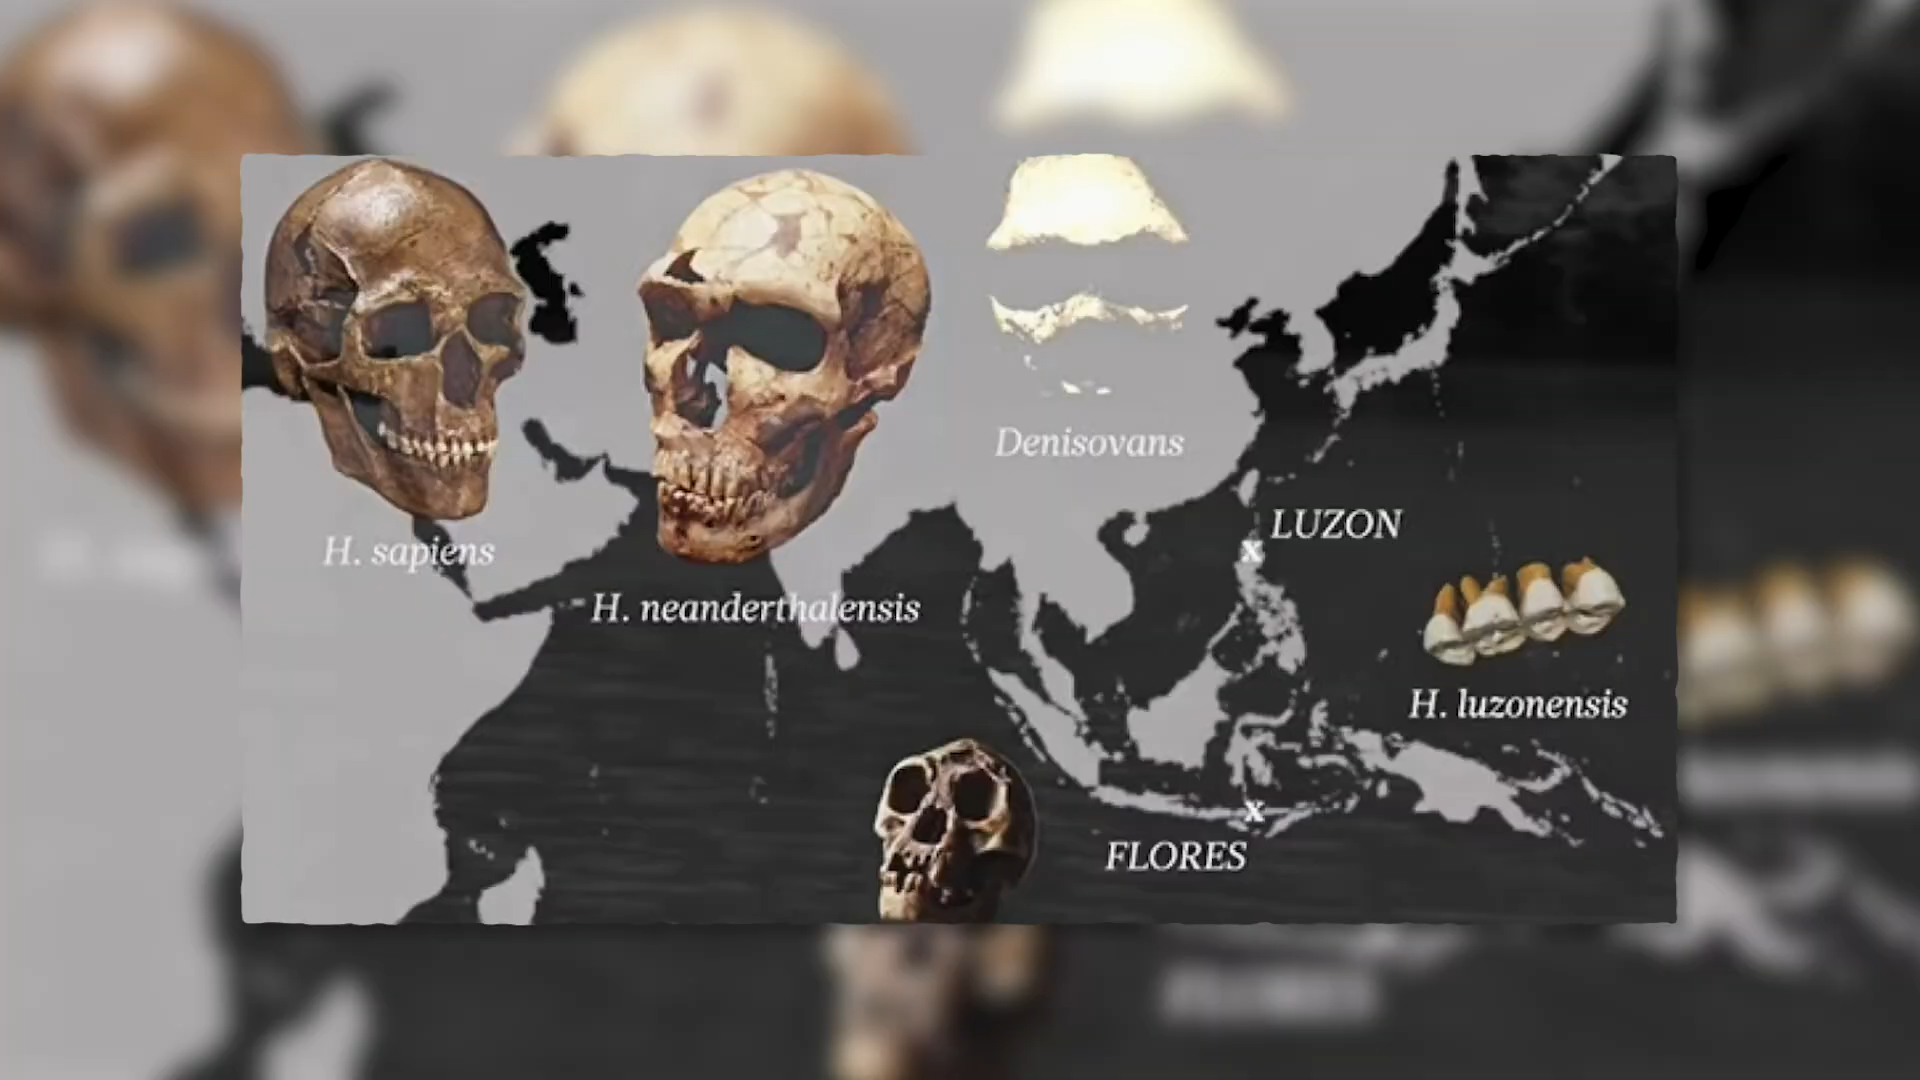 Denisovans
LUZON
x
H. sapiens
H. neanderthalensis
H. luzonensis
x
FLORES